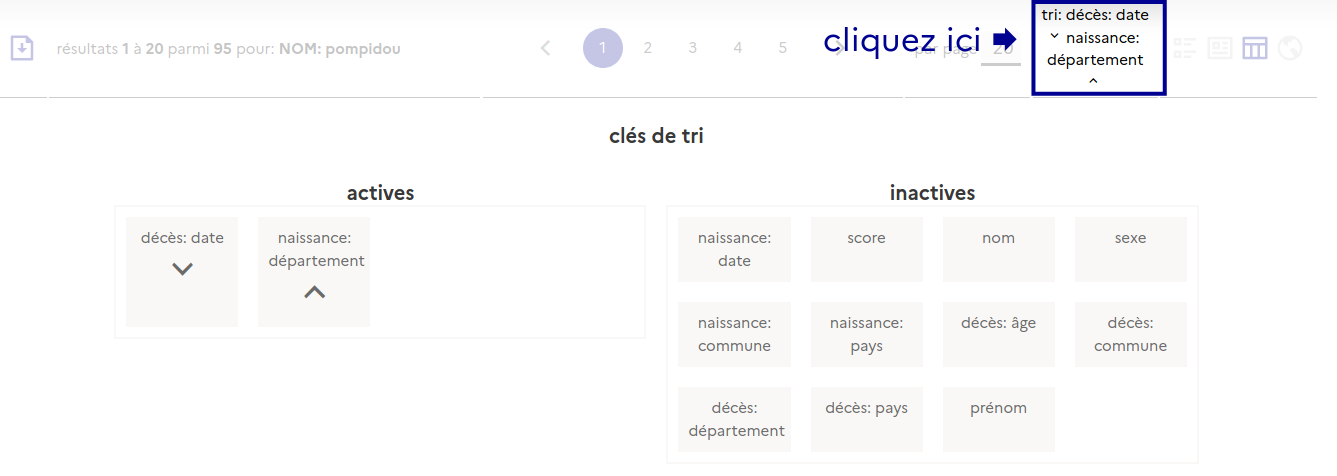 résultats 1 à 20 parmi 95 pour: NOM: pompidou
1 2 3 4 5
cliquez ici
par page 20
tri: décès: date
naissance:
département
clés de tri
actives
inactives
décès: date
naissance:
département
naissance:
date
score
nom
sexe
naissance:
commune
naissance:
pays
décès: âge
décès:
commune
décès:
département
décès: pays
prénom